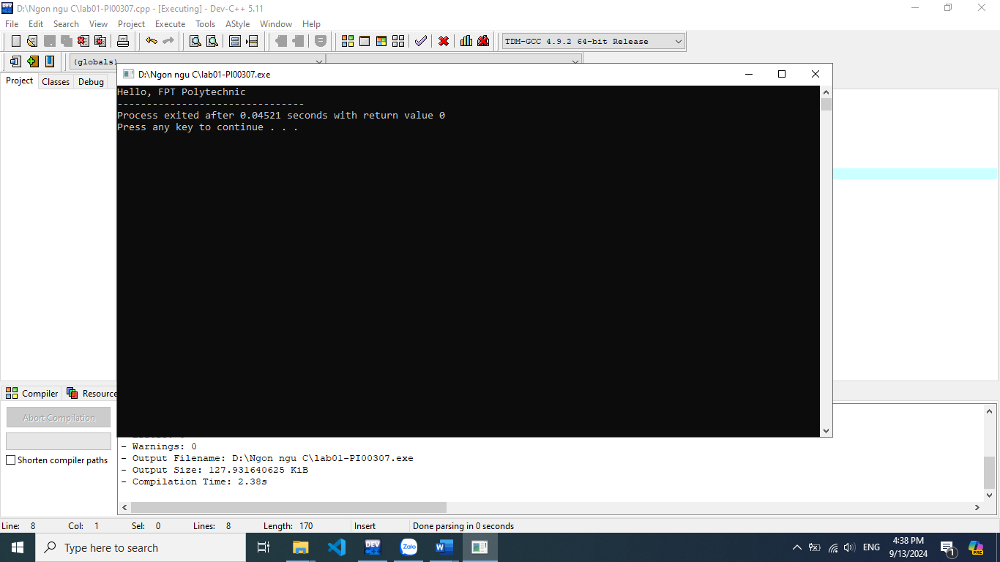 D:\Ngon ngu C\lab01-PI00307.cpp - [Executing] - Dev-C++ 5.11
File Edit Search View Project Execute Tools AStyle Window Help
TDM-GCC 4.9.2 64-bit Release
(globals)
Project Classes Debug
D:\Ngon ngu C\lab01-PI00307.exe
Hello, FPT Polytechnic
--------------------------------
Process exited after 0.04521 seconds with return value 0
Press any key to continue . . .
Compiler Resource
Abort Compilation
Shorten compiler paths
- Warnings: 0
- Output Filename: D:\Ngon ngu C\lab01-PI00307.exe
- Output Size: 127.931640625 KiB
- Compilation Time: 2.38s
Line: 8 Col: 1 Sel: 0 Lines: 8 Length: 170 Insert Done parsing in 0 seconds
Type here to search
DEV
Zalo
ENG
4:38 PM
9/13/2024
1
PRE